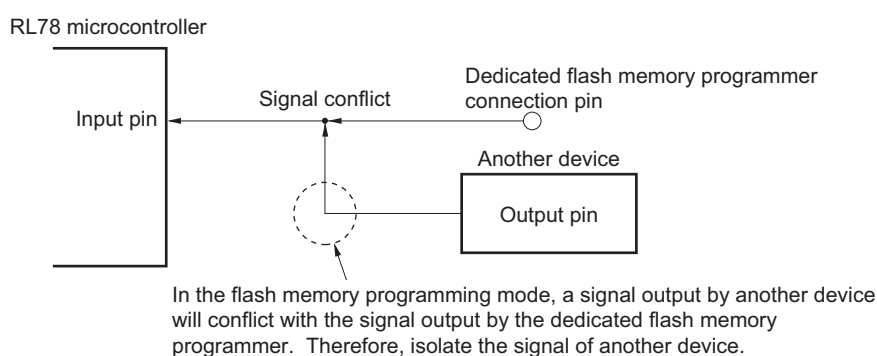 RL78 microcontroller
Dedicated flash memory programmer
connection pin
Signal conflict
Input pin
Another device
Output pin
In the flash memory programming mode, a signal output by another device
will conflict with the signal output by the dedicated flash memory
programmer.  Therefore, isolate the signal of another device.